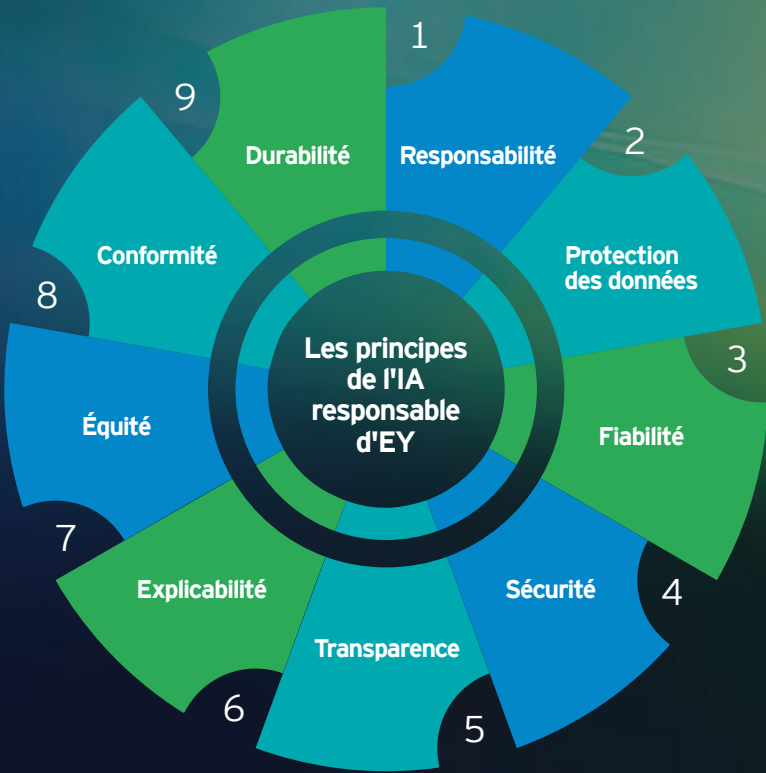 Les principes
de l'IA
responsable
d'EY
1
Responsabilité
2
Protection
des données
3
Fiabilité
4
Sécurité
5
Transparence
6
Explicabilité
7
Équité
8
Conformité
9
Durabilité